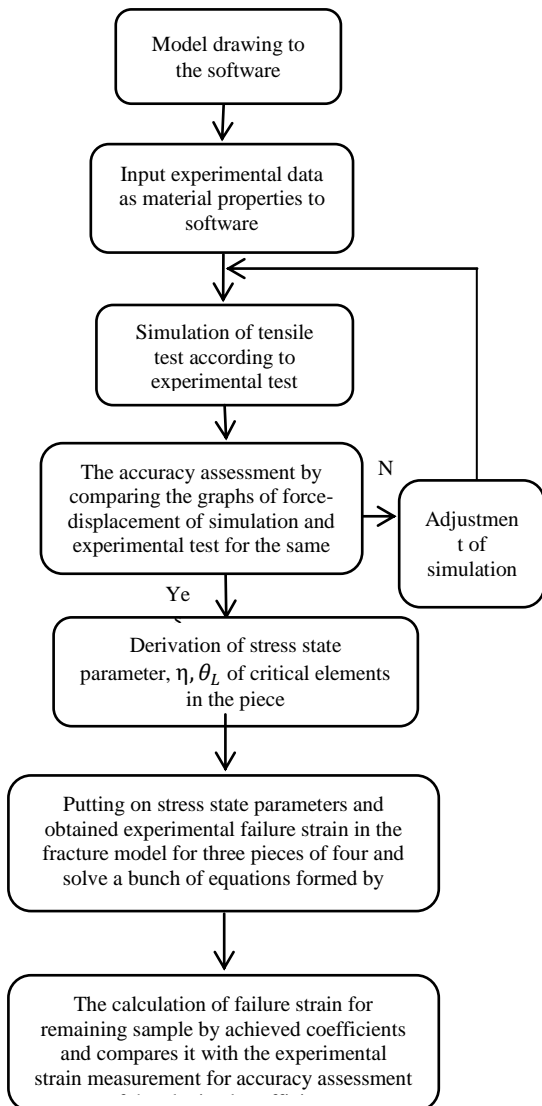 Model drawing to
the software
Input experimental data
as material properties to
software
Simulation of tensile
test according to
experimental test
The accuracy assessment by
comparing the graphs of force-
displacement of simulation and
experimental test for the same
N
Adjustmen
t of
simulation
Ye
Derivation of stress state
parameter, η, θ_L of critical elements
in the piece
Putting on stress state parameters and
obtained experimental failure strain in the
fracture model for three pieces of four and
solve a bunch of equations formed by
The calculation of failure strain for
remaining sample by achieved coefficients
and compares it with the experimental
strain measurement for accuracy assessment